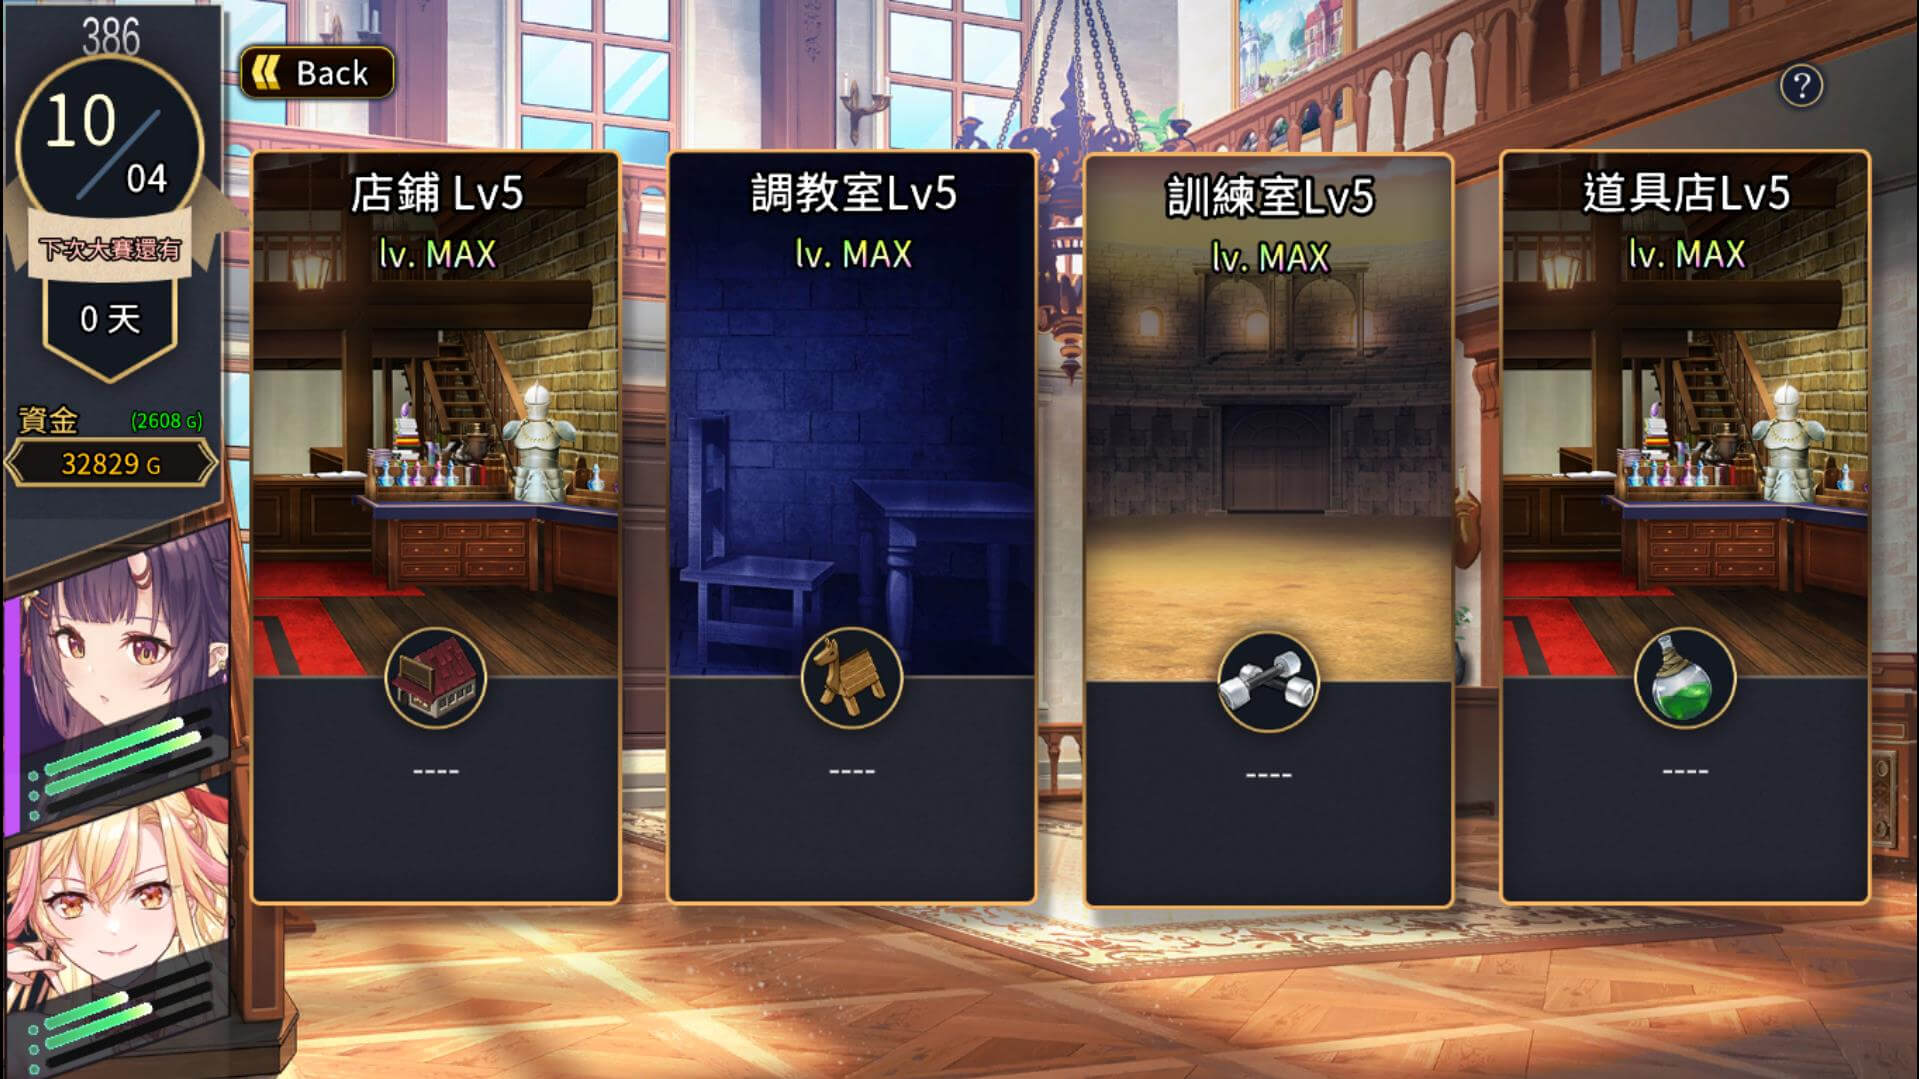 386
10/04
下次大賽還有
0 天
資金 (2608 G)
32829 G
Back
?
店鋪 Lv5
lv. MAX
----
調教室Lv5
lv. MAX
----
訓練室Lv5
lv. MAX
----
道具店Lv5
lv. MAX
----